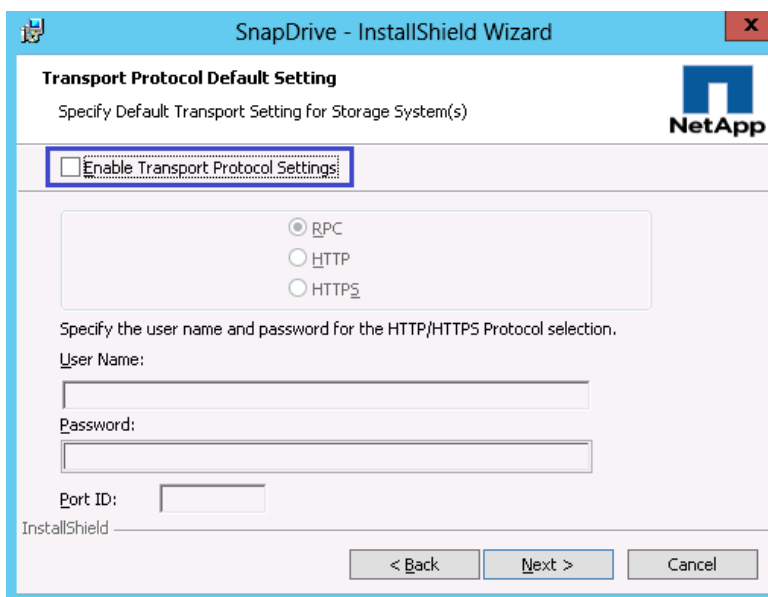 SnapDrive - InstallShield Wizard
x
Transport Protocol Default Setting
Specify Default Transport Setting for Storage System(s)
NetApp
Enable Transport Protocol Settings
RPC
HTTP
HTTPS
Specify the user name and password for the HTTP/HTTPS Protocol selection.
User Name:
Password:
Port ID:
InstallShield
< Back Next > Cancel